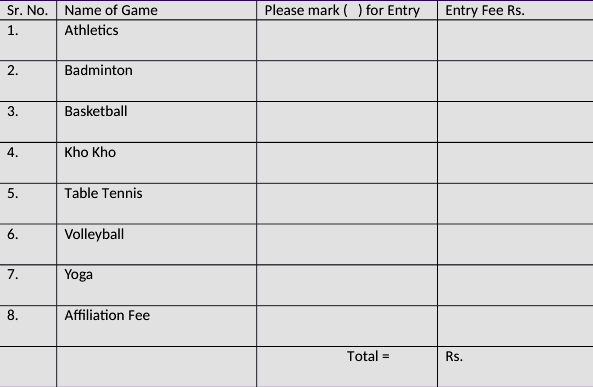 Sr. No. Name of Game Please mark ( ) for Entry Entry Fee Rs.
1. Athletics
2. Badminton
3. Basketball
4. Kho Kho
5. Table Tennis
6. Volleyball
7. Yoga
8. Affiliation Fee
Total = Rs.